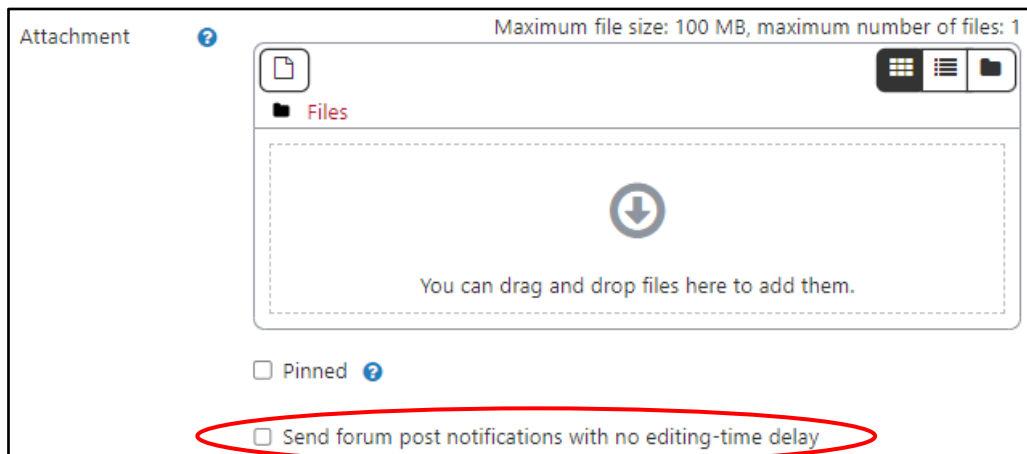 Maximum file size: 100 MB, maximum number of files: 1
Attachment
Files
You can drag and drop files here to add them.
Pinned
Send forum post notifications with no editing-time delay